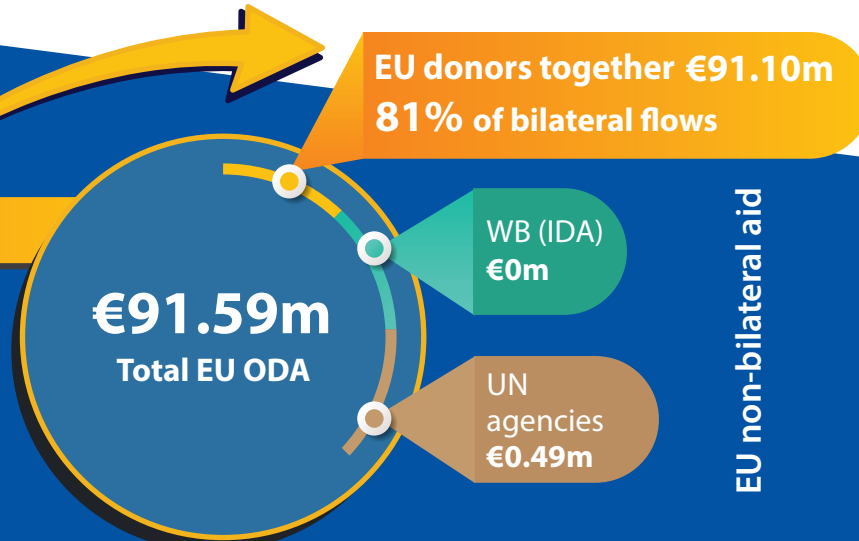 EU donors together €91.10m
81% of bilateral flows
€91.59m
Total EU ODA
WB (IDA)
€0m
UN
agencies
€0.49m
EU non-bilateral aid